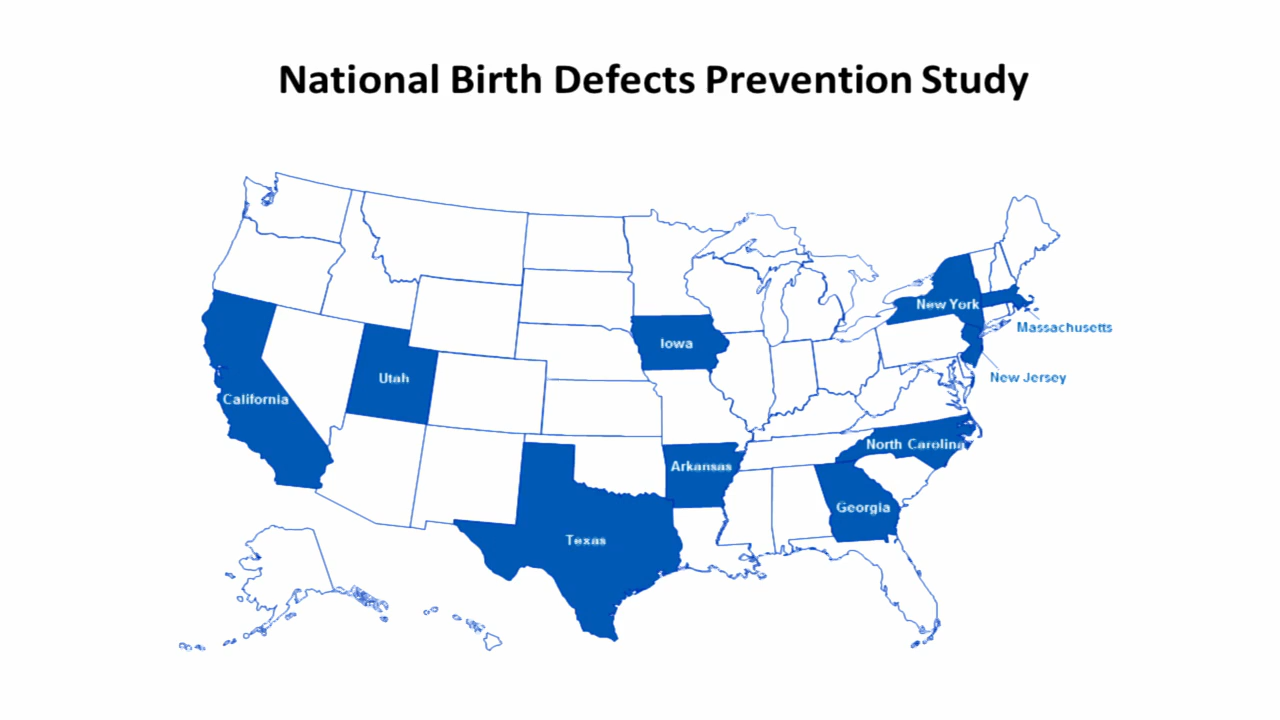 National Birth Defects Prevention Study
New York
Massachusetts
Iowa
New Jersey
Utah
California
North Carolina
Arkansas
Georgia
Texas